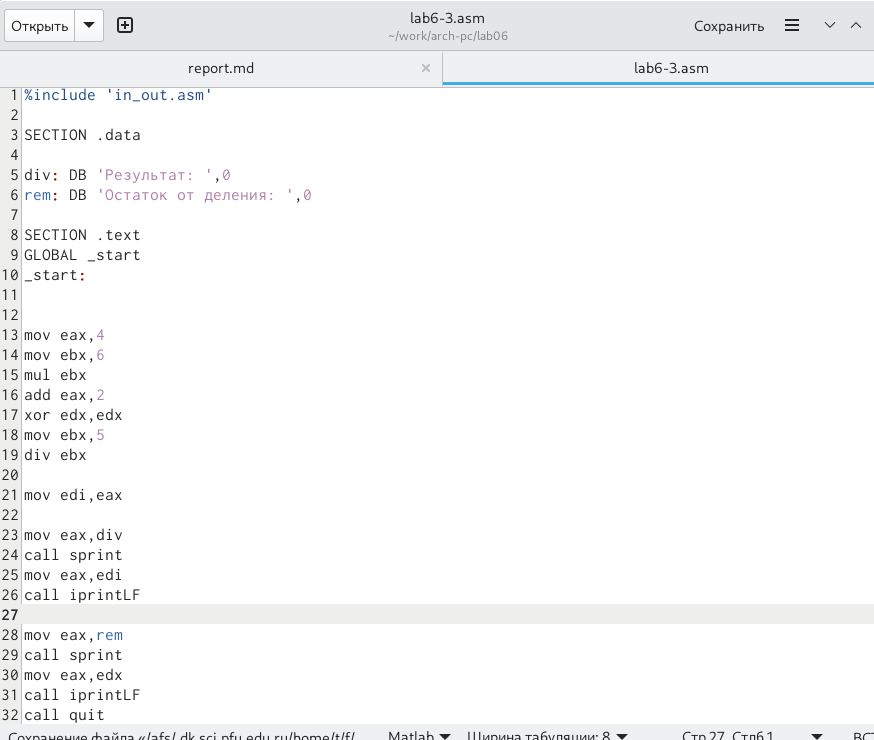 Открыть
lab6-3.asm
~/work/arch-pc/lab06
Сохранить
report.md
lab6-3.asm
1 %include 'in_out.asm'
2
3 SECTION .data
4
5 div: DB 'Результат: ',0
6 rem: DB 'Остаток от деления: ',0
7
8 SECTION .text
9 GLOBAL _start
10 _start:
11
12
13 mov eax,4
14 mov ebx,6
15 mul ebx
16 add eax,2
17 xor edx,edx
18 mov ebx,5
19 div ebx
20
21 mov edi,eax
22
23 mov eax,div
24 call sprint
25 mov eax,edi
26 call iprintLF
27
28 mov eax,rem
29 call sprint
30 mov eax,edx
31 call iprintLF
32 call quit
Сохранение файла «/afs/.dk.sci.pfu.edu.ru/home/t/f/… Matlab Ширина табуляции: 8 Стр 27, Стлб 1 ВСТ